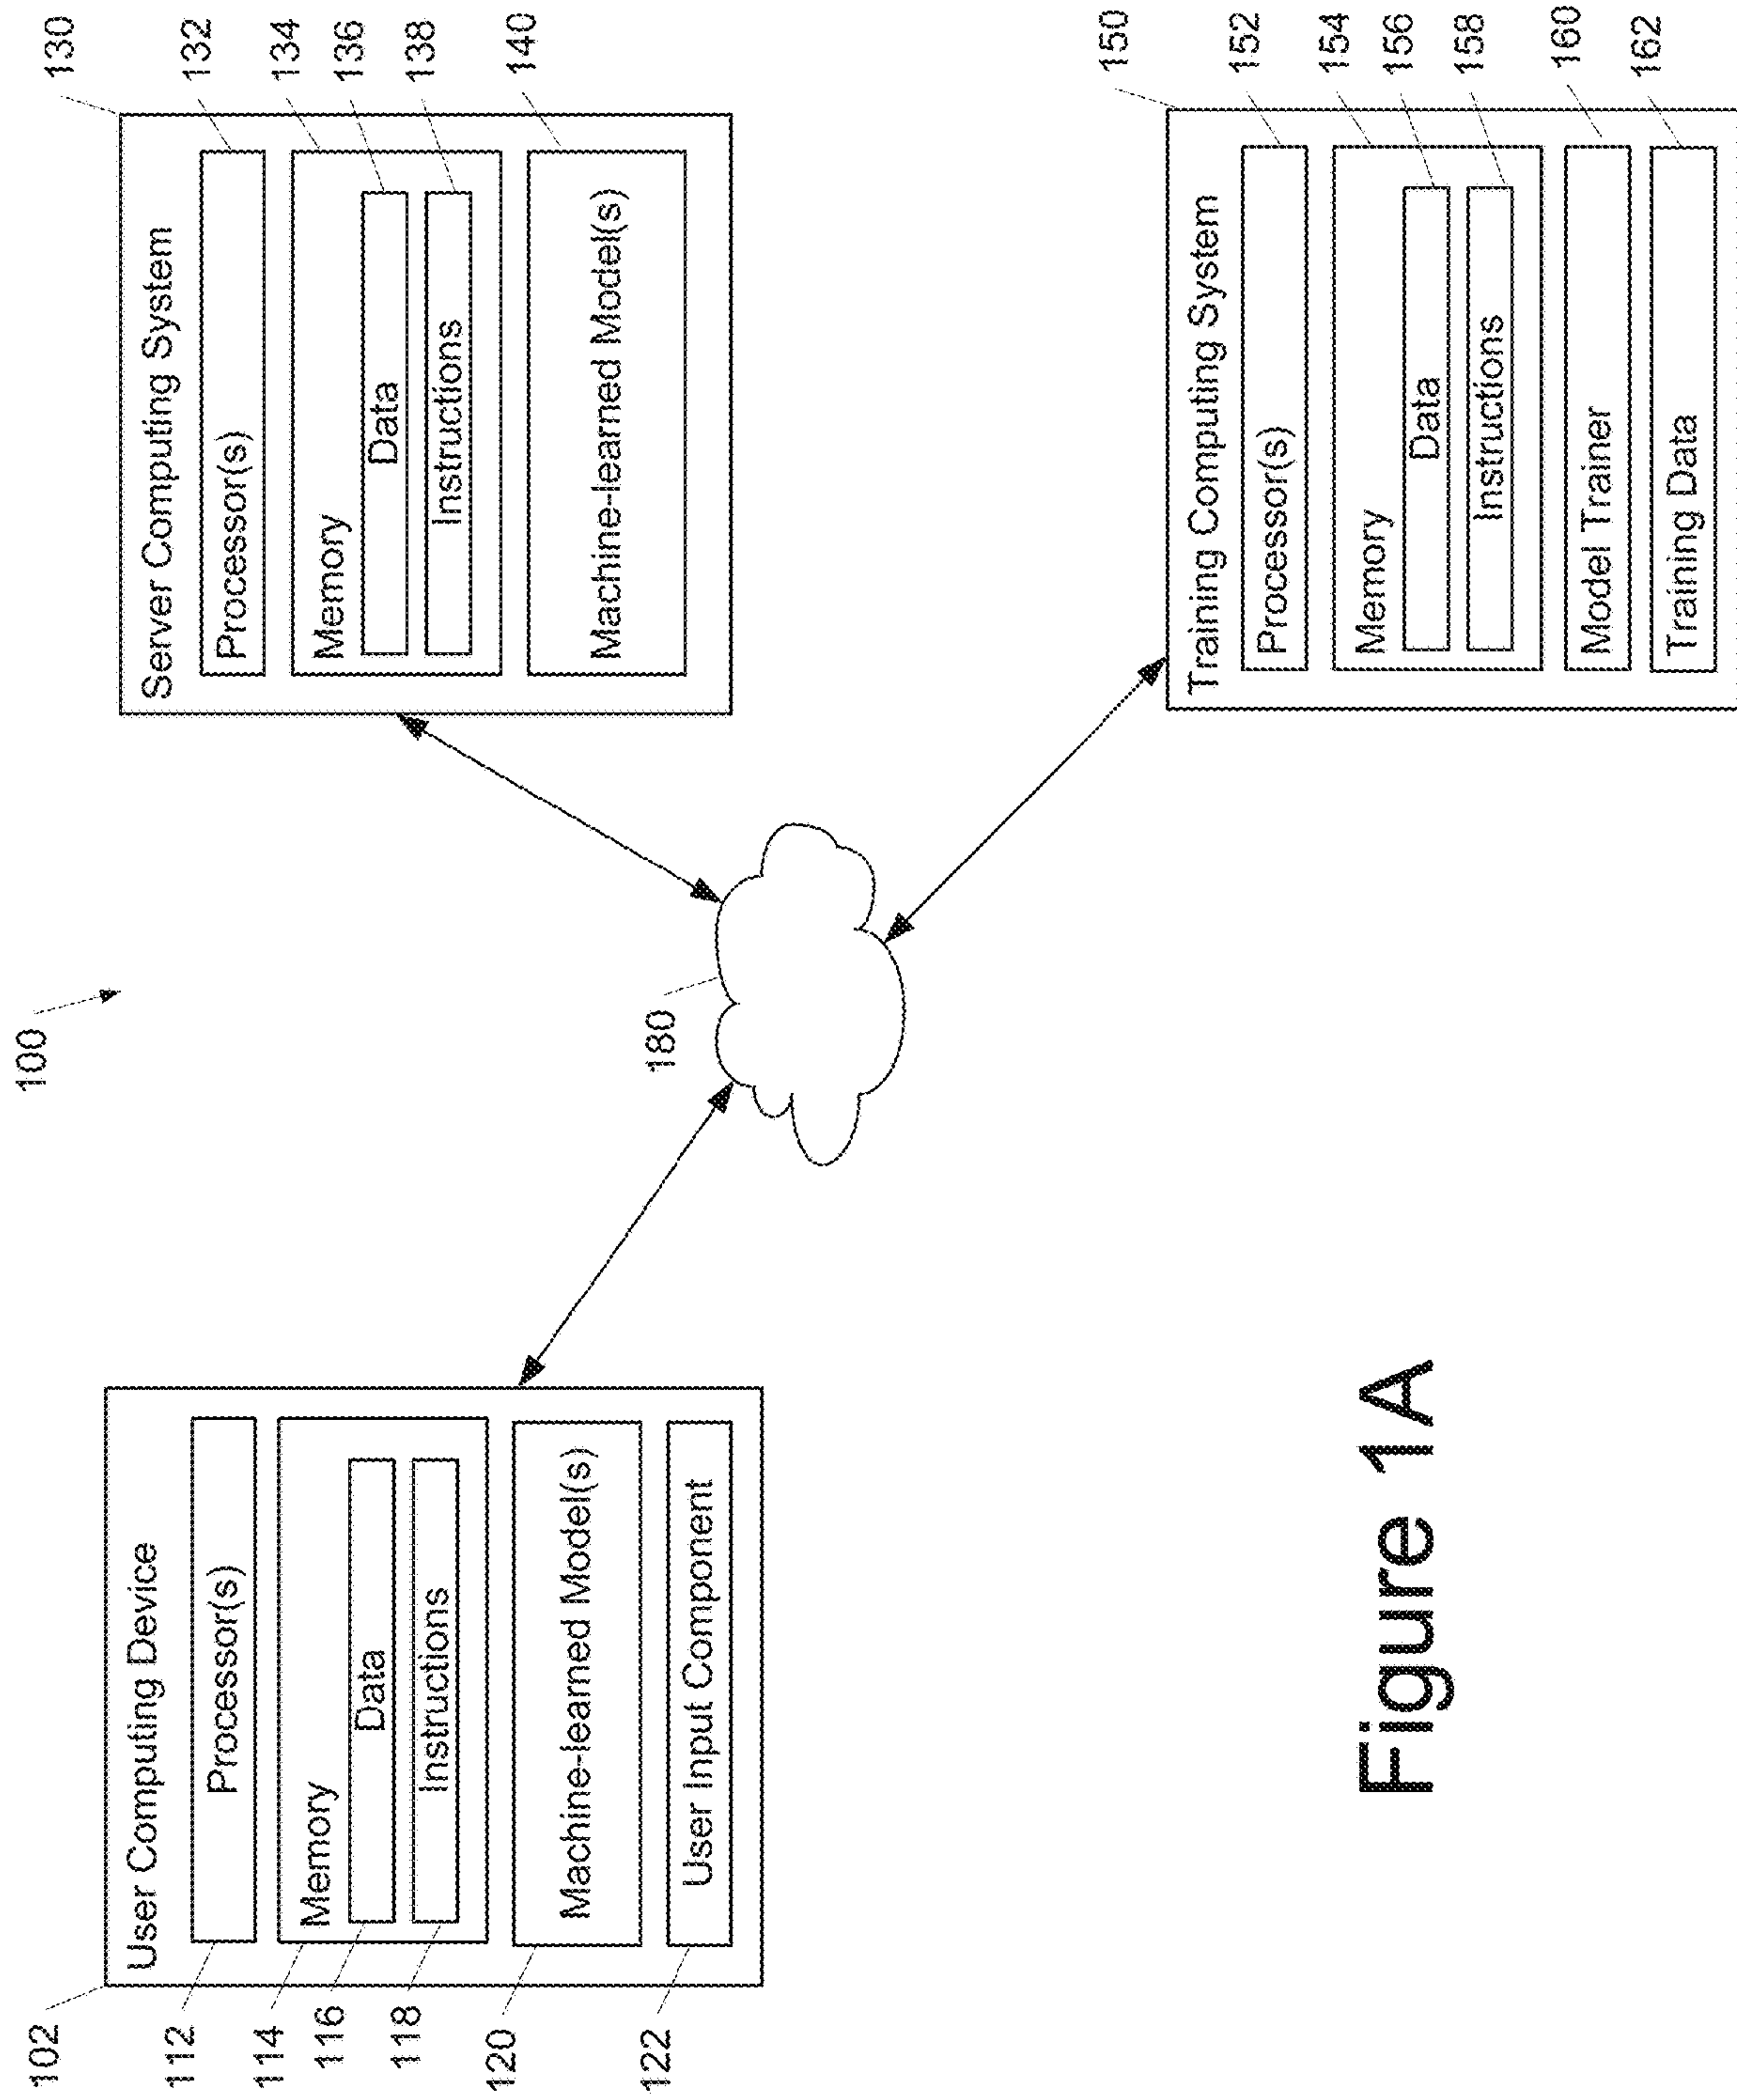 100
102
User Computing Device
112
Processor(s)
114
Memory
116
Data
118
Instructions
120
Machine-learned Model(s)
122
User Input Component
180
130
Server Computing System
132
Processor(s)
134
Memory
136
Data
138
Instructions
140
Machine-learned Model(s)
150
Training Computing System
152
Processor(s)
154
Memory
156
Data
158
Instructions
160
Model Trainer
162
Training Data
Figure 1A